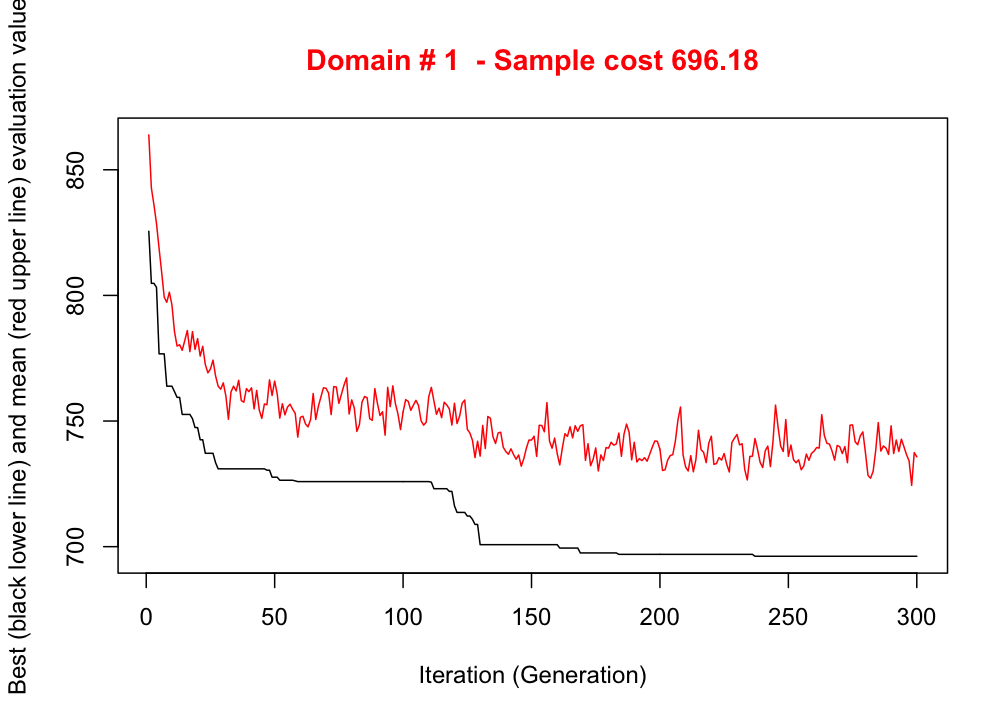 Domain # 1  - Sample cost 696.18
Best (black lower line) and mean (red upper line) evaluation value
850
800
750
700
0 50 100 150 200 250 300
Iteration (Generation)